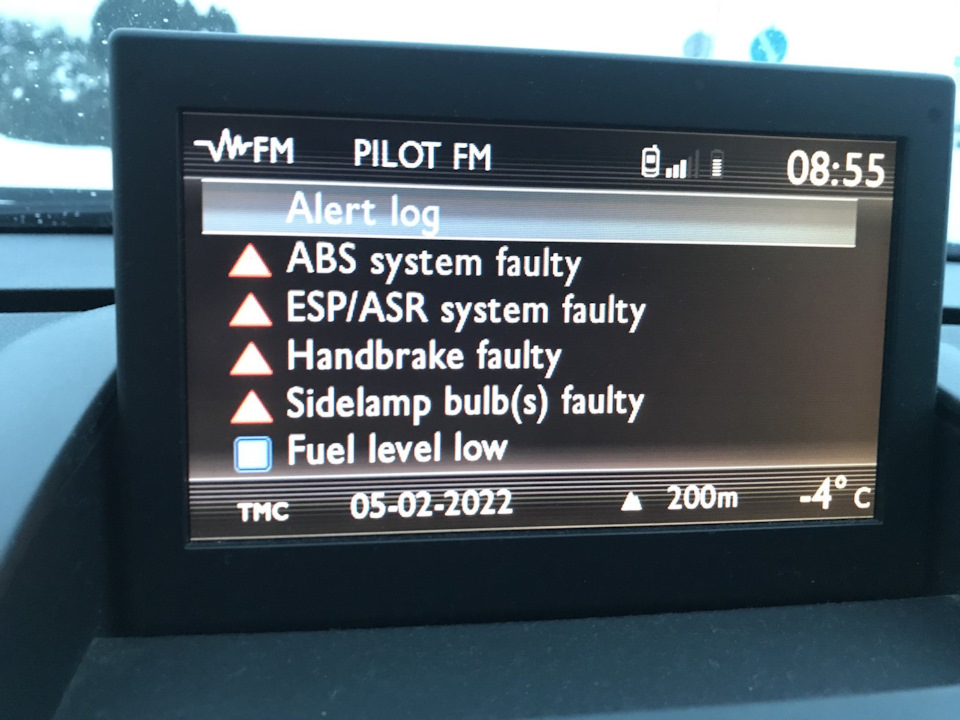 FM PILOT FM 08:55
Alert log
ABS system faulty
ESP/ASR system faulty
Handbrake faulty
Sidelamp bulb(s) faulty
Fuel level low
TMC 05-02-2022 200m -4° C